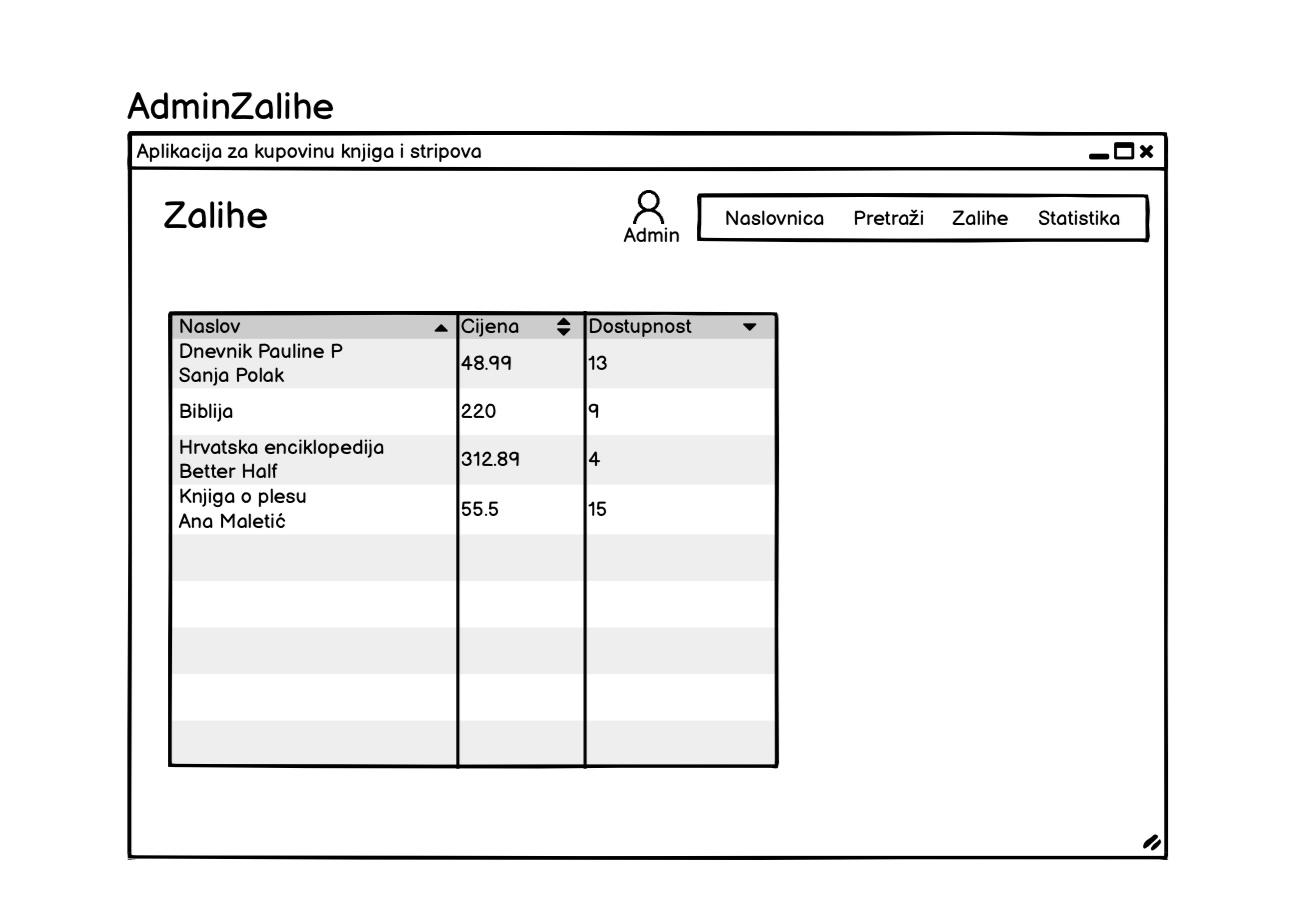 AdminZalihe
Aplikacija za kupovinu knjiga i stripova
Zalihe
Admin
Naslovnica Pretraži Zalihe Statistika
Naslov Cijena Dostupnost
Dnevnik Pauline P
Sanja Polak
48.99 13
Biblija 220 9
Hrvatska enciklopedija
Better Half
312.89 4
Knjiga o plesu
Ana Maletić
55.5 15